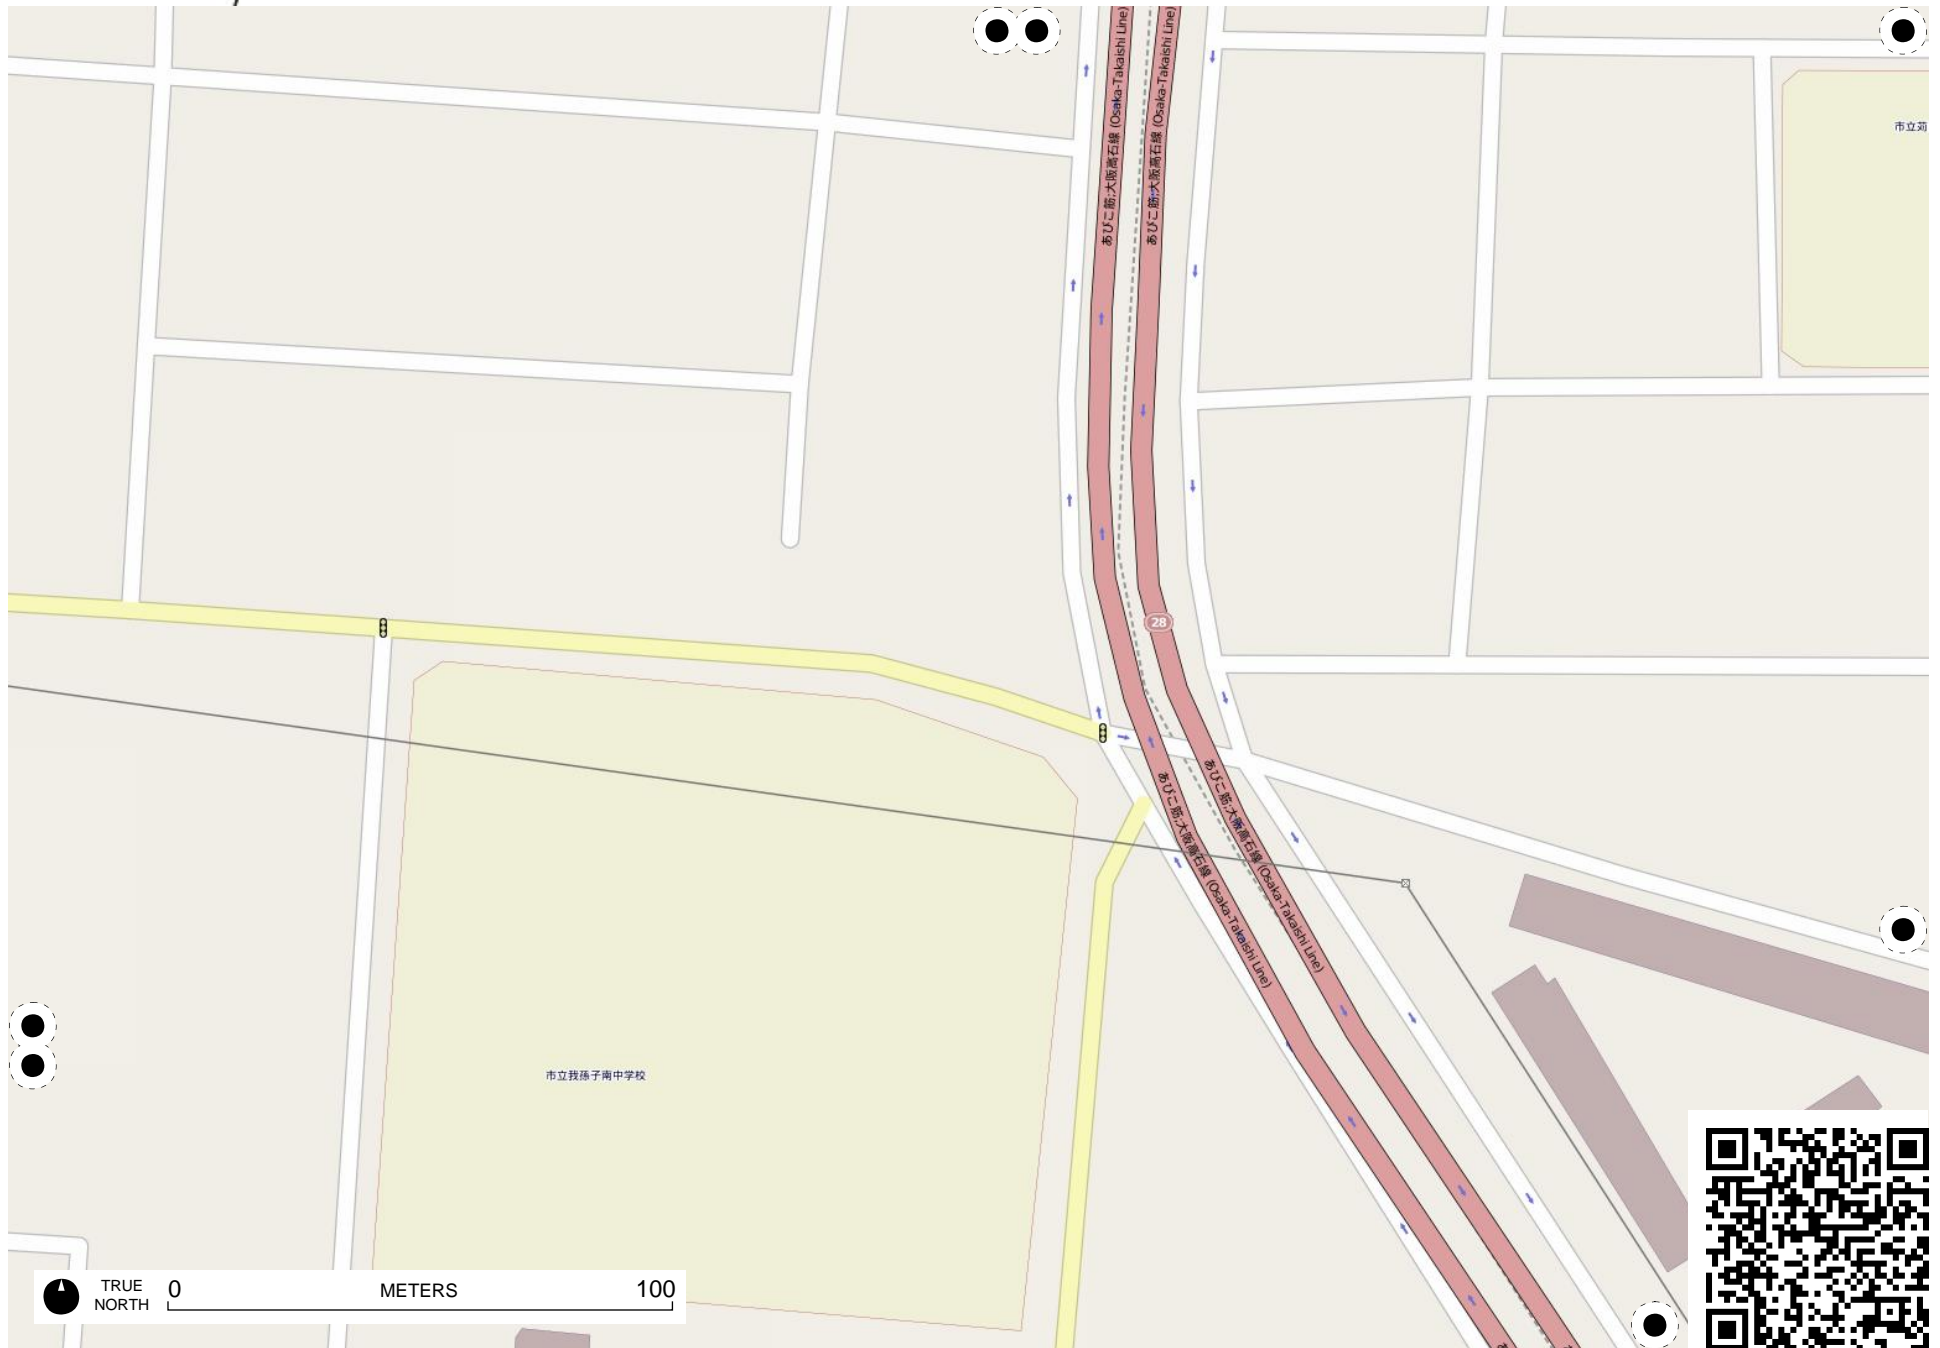 あびこ筋;大阪高石線 (Osaka-Takaishi Line)
あびこ筋;大阪高石線 (Osaka-Takaishi Line)
市立苅
28
あびこ筋;大阪高石線 (Osaka-Takaishi Line)
あびこ筋;大阪高石線 (Osaka-Takaishi Line)
市立我孫子南中学校
TRUE
NORTH
0 METERS 100